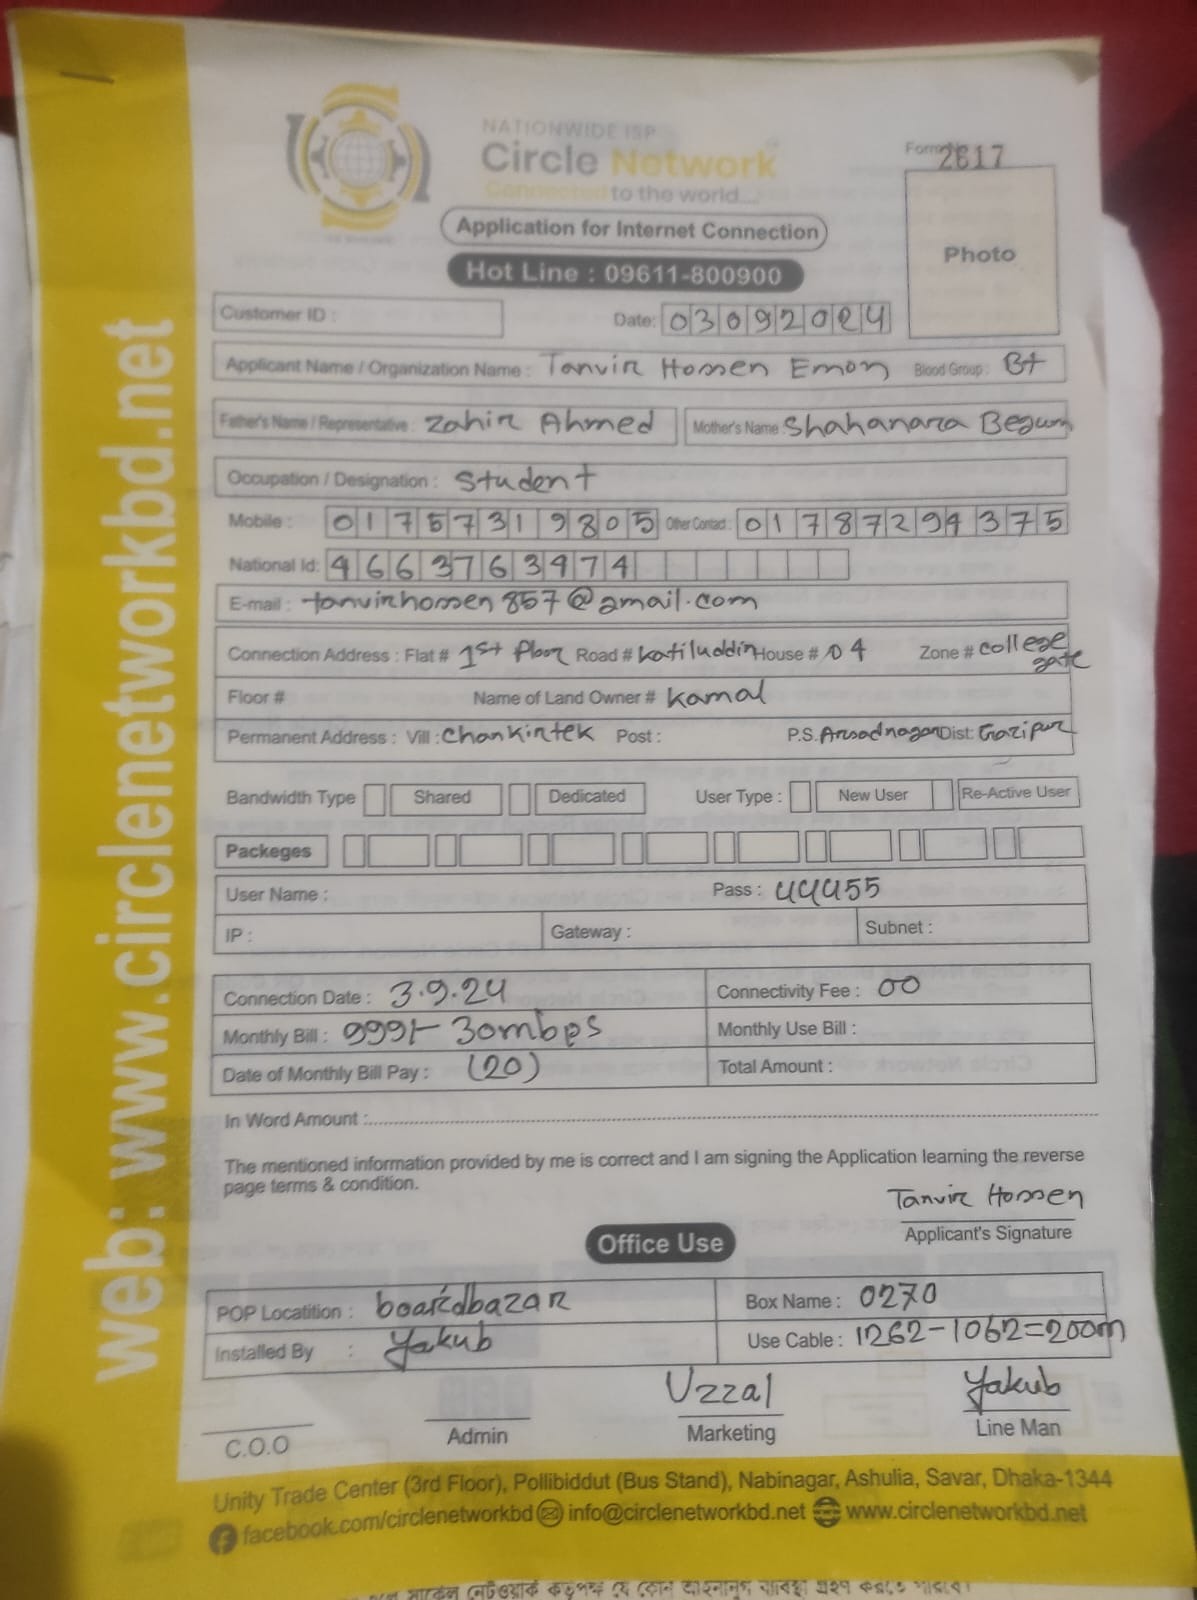 NATIONWIDE ISP
Circle Network
Connected to the world...
Form No. 2617
Application for Internet Connection
Hot Line : 09611-800900
Photo
Customer ID :
Date: 03092024
Applicant Name / Organization Name : Tanvir Hossen Emon Blood Group : B+
Father's Name / Representative : Zahir Ahmed Mother's Name : Shahanara Begum
Occupation / Designation : Student
Mobile : 01757319805 Other Contact : 01787294375
National Id: 4663763974
E-mail : tanvirhossen857@gmail.com
Connection Address : Flat # 1st floor Road # Katiluddin House # 04 Zone # College gate
Floor # Name of Land Owner # Kamal
Permanent Address : Vill : Chankirtek Post : P.S. Arsadnagar Dist: Gazipur
Bandwidth Type Shared Dedicated User Type : New User Re-Active User
Packeges
User Name : Pass : 44455
IP : Gateway : Subnet :
Connection Date : 3.9.24 Connectivity Fee : 00
Monthly Bill : 999/- 30mbps Monthly Use Bill :
Date of Monthly Bill Pay : (20) Total Amount :
In Word Amount :
The mentioned information provided by me is correct and I am signing the Application learning the reverse
page terms & condition.
Tanvir Hossen
Applicant's Signature
Office Use
POP Locatition : boardbazar Box Name : 0270
Installed By : Yakub Use Cable : 1262-1062=200m
Uzzal Yakub
C.O.O Admin Marketing Line Man
Unity Trade Center (3rd Floor), Pollibiddut (Bus Stand), Nabinagar, Ashulia, Savar, Dhaka-1344
facebook.com/circlenetworkbd info@circlenetworkbd.net www.circlenetworkbd.net
web: www.circlenetworkbd.net